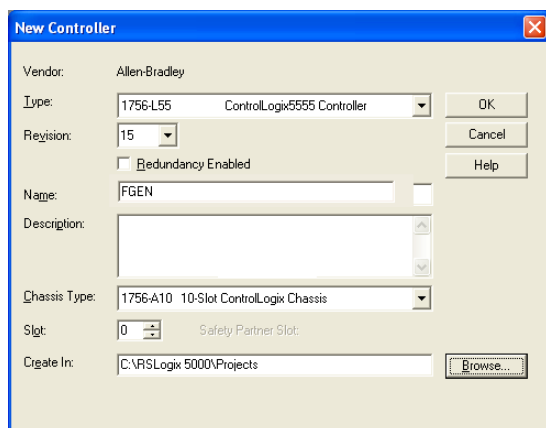 New Controller
Vendor: Allen-Bradley
Type: 1756-L55 ControlLogix5555 Controller OK
Revision: 15 Cancel
Redundancy Enabled Help
Name: FGEN
Description:
Chassis Type: 1756-A10 10-Slot ControlLogix Chassis
Slot: 0 Safety Partner Slot:
Create In: C:\RSLogix 5000\Projects Browse...